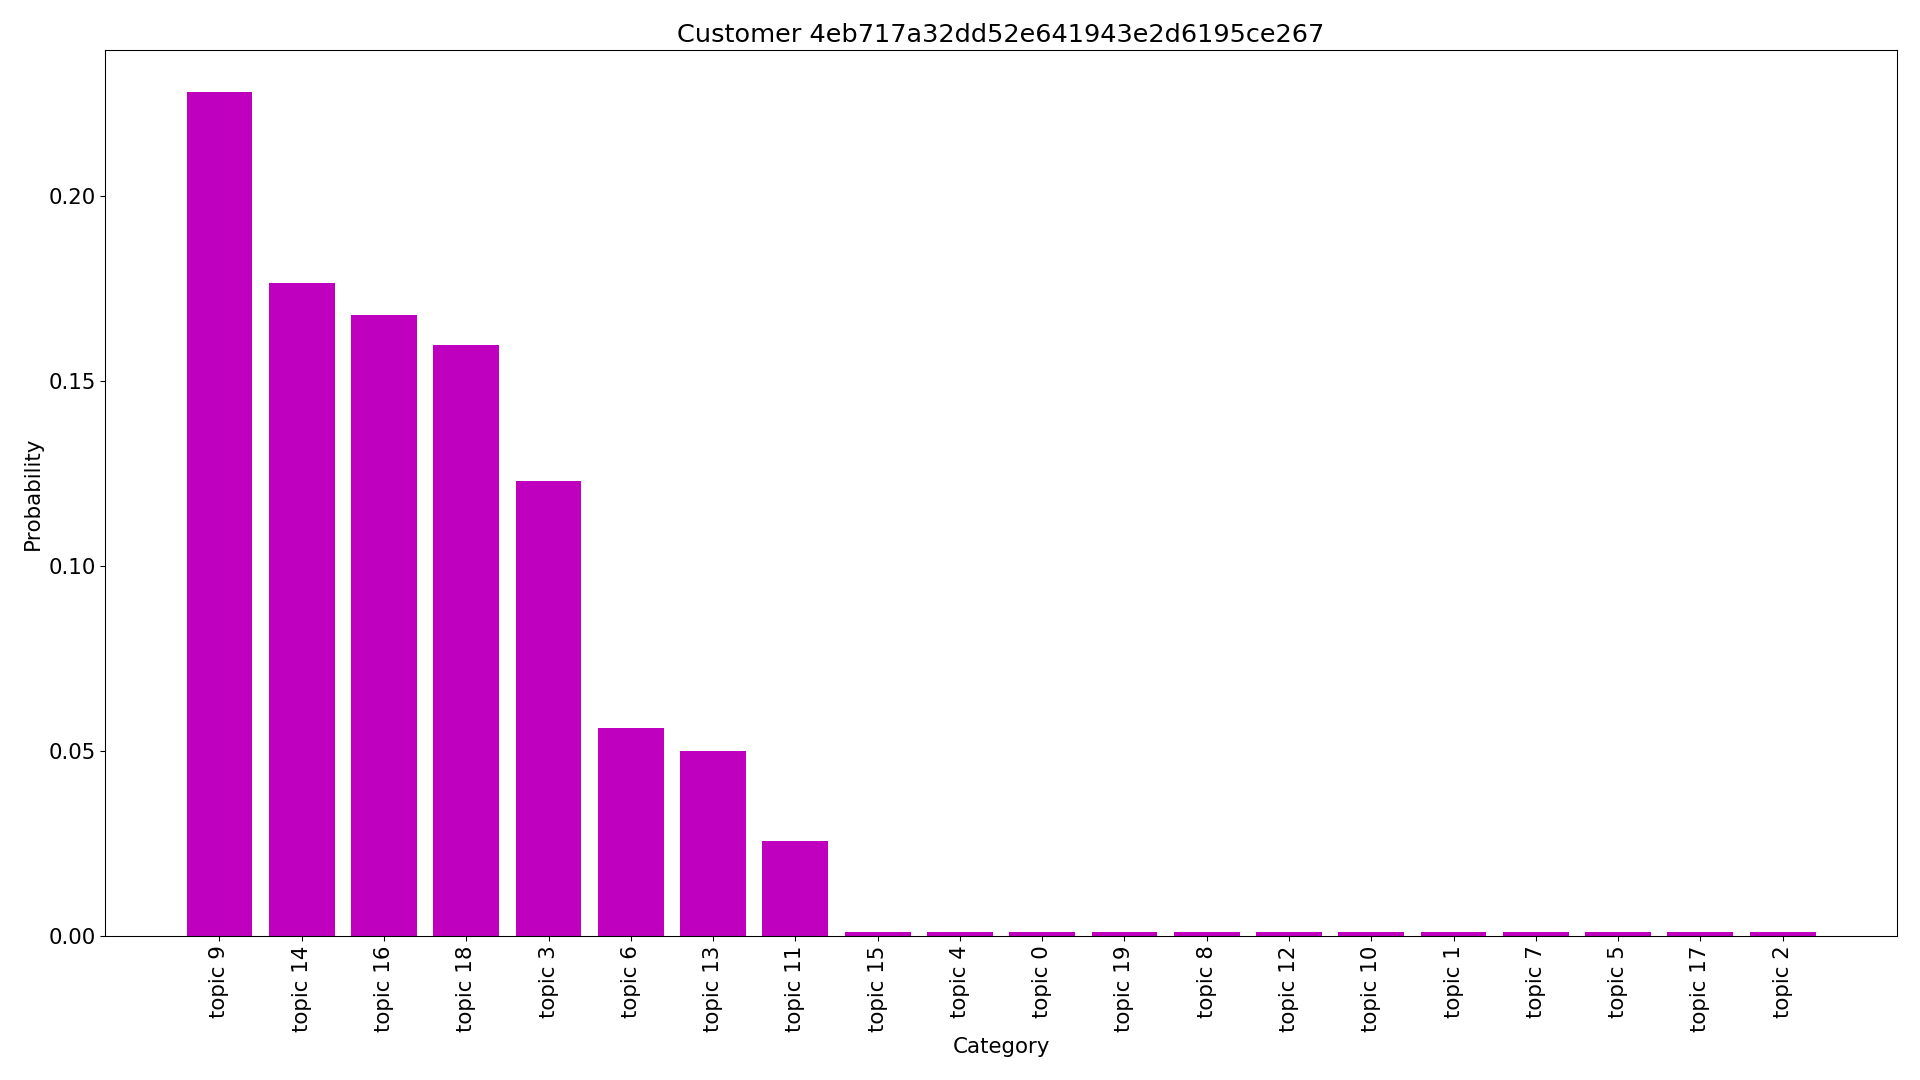 Customer 4eb717a32dd52e641943e2d6195ce267
Probability
0.20
0.15
0.10
0.05
0.00
topic 9
topic 14
topic 16
topic 18
topic 3
topic 6
topic 13
topic 11
topic 15
topic 4
topic 0
topic 19
topic 8
topic 12
topic 10
topic 1
topic 7
topic 5
topic 17
topic 2
Category